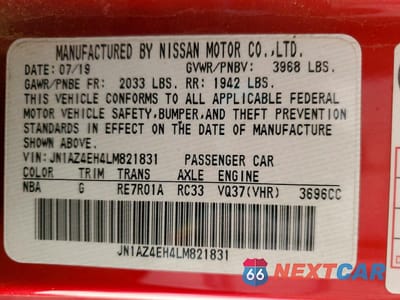 MANUFACTURED BY NISSAN MOTOR CO.,LTD.
DATE: 07/19 GVWR/PNBV: 3968 LBS.
GAWR/PNBE FR: 2033 LBS. RR: 1942 LBS.
THIS VEHICLE CONFORMS TO ALL APPLICABLE FEDERAL
MOTOR VEHICLE SAFETY,BUMPER,AND THEFT PREVENTION
STANDARDS IN EFFECT ON THE DATE OF MANUFACTURE
SHOWN ABOVE
VIN: JN1AZ4EH4LM821831 PASSENGER CAR
COLOR TRIM TRANS AXLE ENGINE
NBA G RE7R01A RC33 VQ37(VHR) 3696CC
JN1AZ4EH4LM821831
66 NEXTCAR